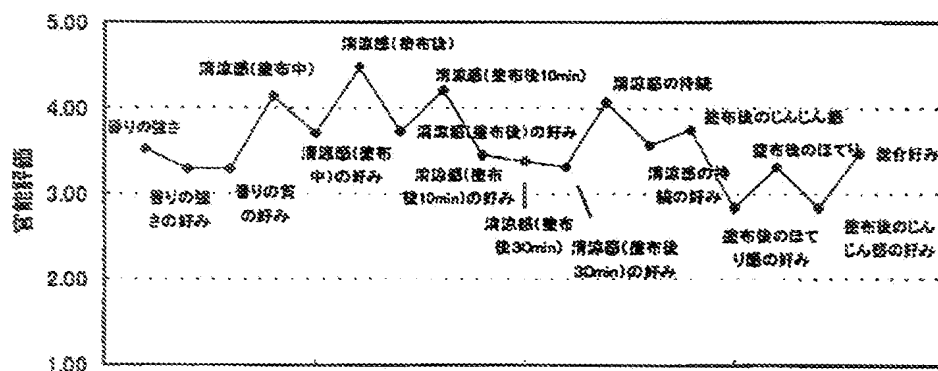 5.00
4.00
3.00
2.00
1.00
官能評価
香りの強さ
香りの強
さの好み
香りの質
の好み
清涼感(塗布中)
清涼感(塗布
中)の好み
清涼感(塗布後)
清涼感(塗布後)の好み
清涼感(塗布後10min)
清涼感(塗布
後10min)の好み
清涼感(塗布
後30min)
清涼感(塗布後
30min)の好み
清涼感の持続
清涼感の持
続の好み
塗布後のじんじん感
塗布後のほて
り感の好み
塗布後のほてり
塗布後のじん
じん感の好み
総合好み